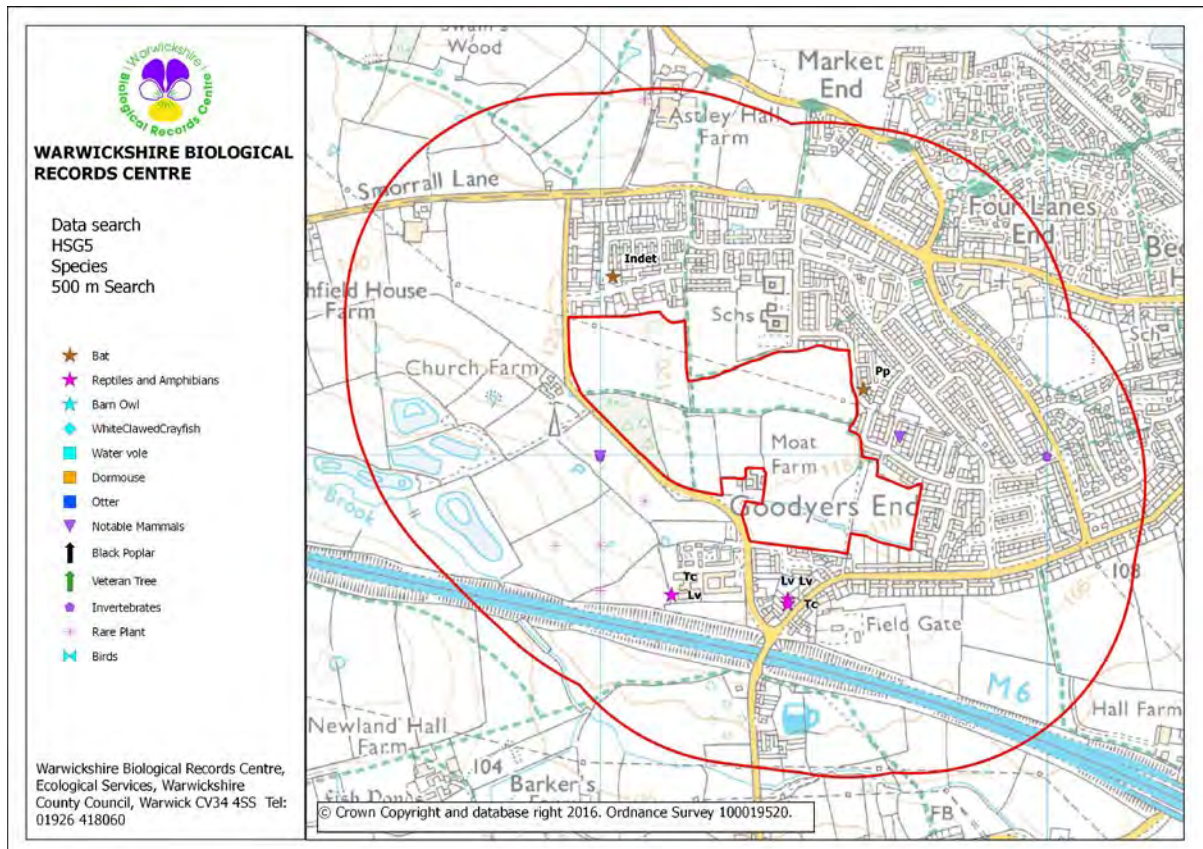 Warwickshire
Biological Records Centre
WARWICKSHIRE BIOLOGICAL
RECORDS CENTRE
Data search
HSG5
Species
500 m Search
Bat
Reptiles and Amphibians
Barn Owl
WhiteClawedCrayfish
Water vole
Dormouse
Otter
Notable Mammals
Black Poplar
Veteran Tree
Invertebrates
Rare Plant
Birds
Warwickshire Biological Records Centre,
Ecological Services, Warwickshire
County Council, Warwick CV34 4SS Tel:
01926 418060
Wood
Market
End
Astley Hall
Farm
Smorrall Lane
Four Lanes
End
Indet
hfield House
Farm
Schs
Sch
Church Farm
120
Pp
Moat
Farm
Goodyers End
110
Brook
Tc
Lv
Lv Lv
Tc
108
Field Gate
M6
Hall Farm
Newland Hall
Farm
104
Barker's
fish Ponds
FB
© Crown Copyright and database right 2016. Ordnance Survey 100019520.